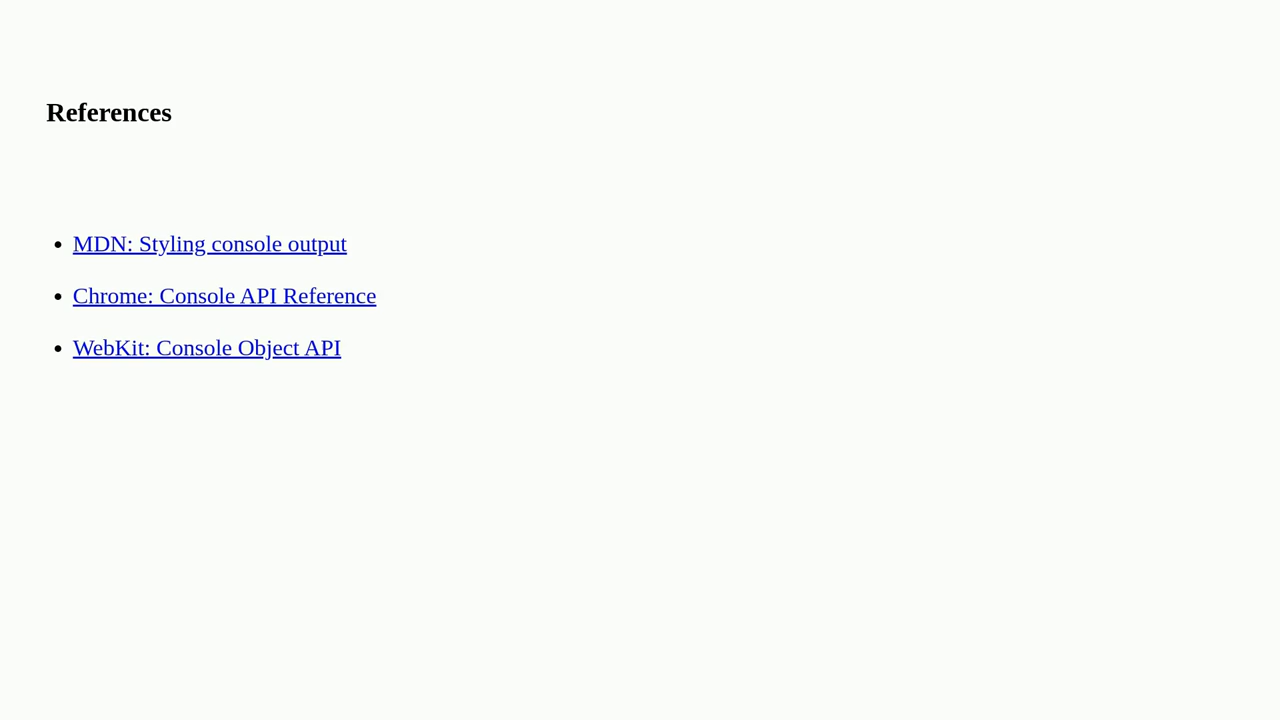 References
MDN: Styling console output
Chrome: Console API Reference
WebKit: Console Object API